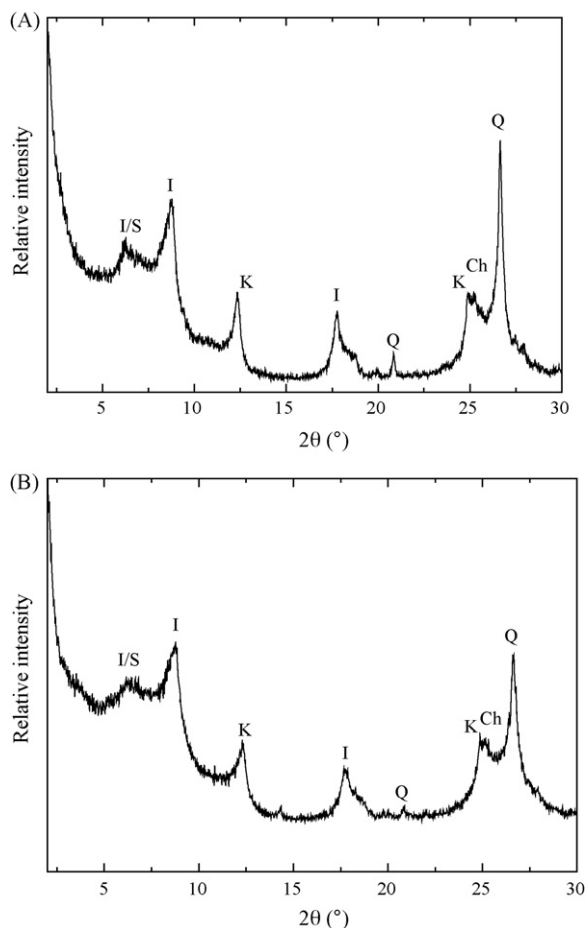 (A)
Relative intensity
Q
I
I/S
K
I
Q
K
Ch
5 10 15 20 25 30
2θ (°)
(B)
Relative intensity
I/S
I
K
I
Q
K
Ch
Q
5 10 15 20 25 30
2θ (°)